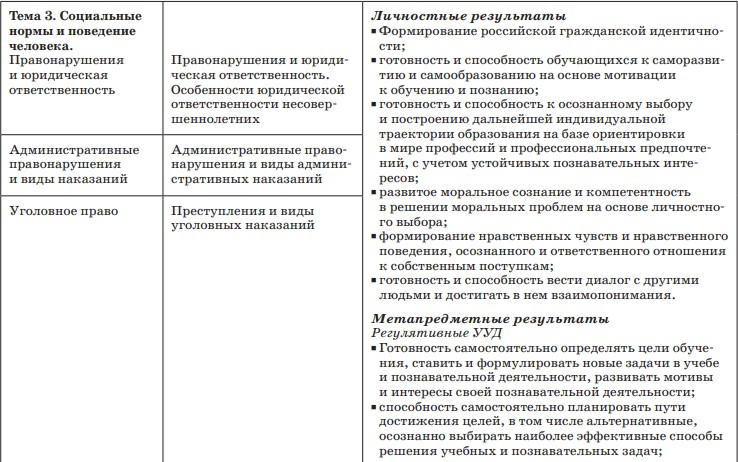 Тема 3. Социальные
нормы и поведение
человека.
Правонарушения
и юридическая
ответственность
Правонарушения и юриди-
ческая ответственность.
Особенности юридической
ответственности несовер-
шеннолетних
Административные
правонарушения
и виды наказаний
Административные право-
нарушения и виды админи-
стративных наказаний
Уголовное право
Преступления и виды
уголовных наказаний
Личностные результаты
▪ Формирование российской гражданской идентично-
сти;
▪ готовность и способность обучающихся к саморазви-
тию и самообразованию на основе мотивации
к обучению и познанию;
▪ готовность и способность к осознанному выбору
и построению дальнейшей индивидуальной
траектории образования на базе ориентировки
в мире профессий и профессиональных предпочте-
ний, с учетом устойчивых познавательных инте-
ресов;
▪ развитое моральное сознание и компетентность
в решении моральных проблем на основе личностно-
го выбора;
▪ формирование нравственных чувств и нравственного
поведения, осознанного и ответственного отношения
к собственным поступкам;
▪ готовность и способность вести диалог с другими
людьми и достигать в нем взаимопонимания.
Метапредметные результаты
Регулятивные УУД
▪ Готовность самостоятельно определять цели обуче-
ния, ставить и формулировать новые задачи в учебе
и познавательной деятельности, развивать мотивы
и интересы своей познавательной деятельности;
▪ способность самостоятельно планировать пути
достижения целей, в том числе альтернативные,
осознанно выбирать наиболее эффективные способы
решения учебных и познавательных задач;